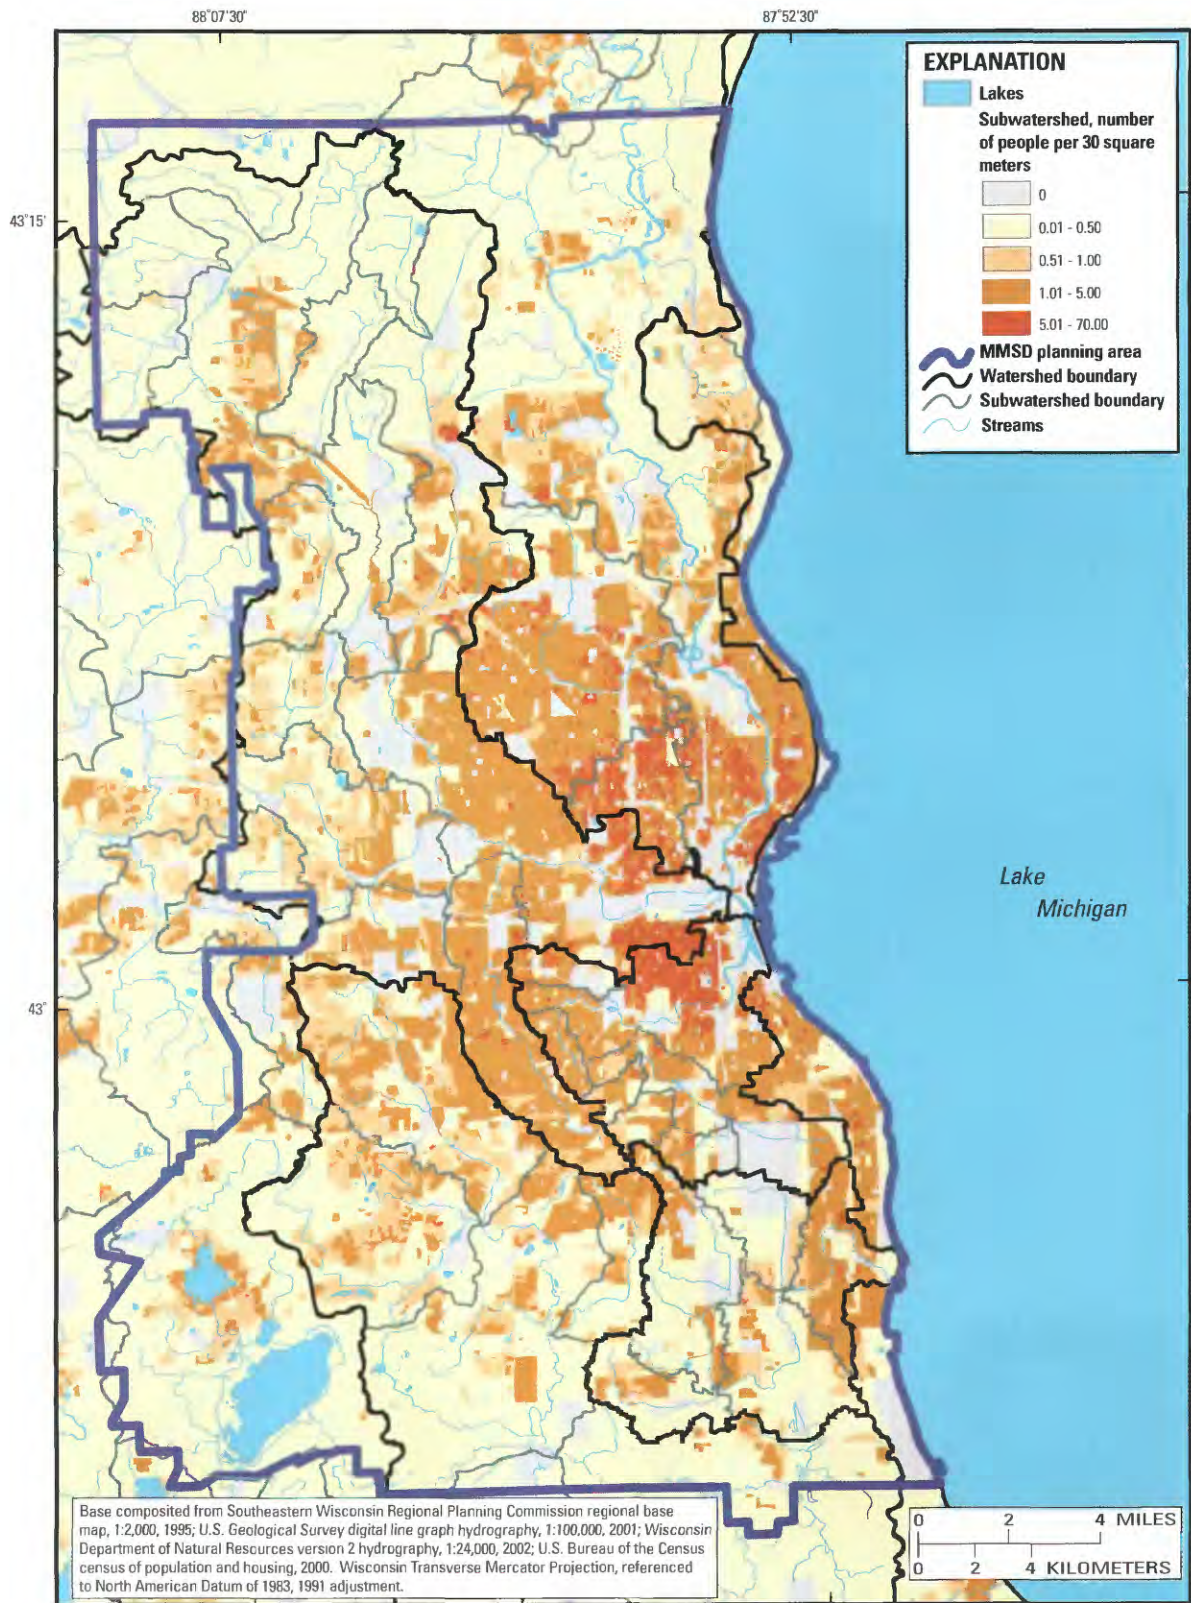 88°07'30"
87°52'30"
EXPLANATION
Lakes
Subwatershed, number
of people per 30 square
meters
0
0.01 - 0.50
0.51 - 1.00
1.01 - 5.00
5.01 - 70.00
MMSD planning area
Watershed boundary
Subwatershed boundary
Streams
43°15'
Lake
Michigan
43°
Base composited from Southeastern Wisconsin Regional Planning Commission regional base
map, 1:2,000, 1995; U.S. Geological Survey digital line graph hydrography, 1:100,000, 2001; Wisconsin
Department of Natural Resources version 2 hydrography, 1:24,000, 2002; U.S. Bureau of the Census
census of population and housing, 2000. Wisconsin Transverse Mercator Projection, referenced
to North American Datum of 1983, 1991 adjustment.
0 2 4 MILES
0 2 4 KILOMETERS